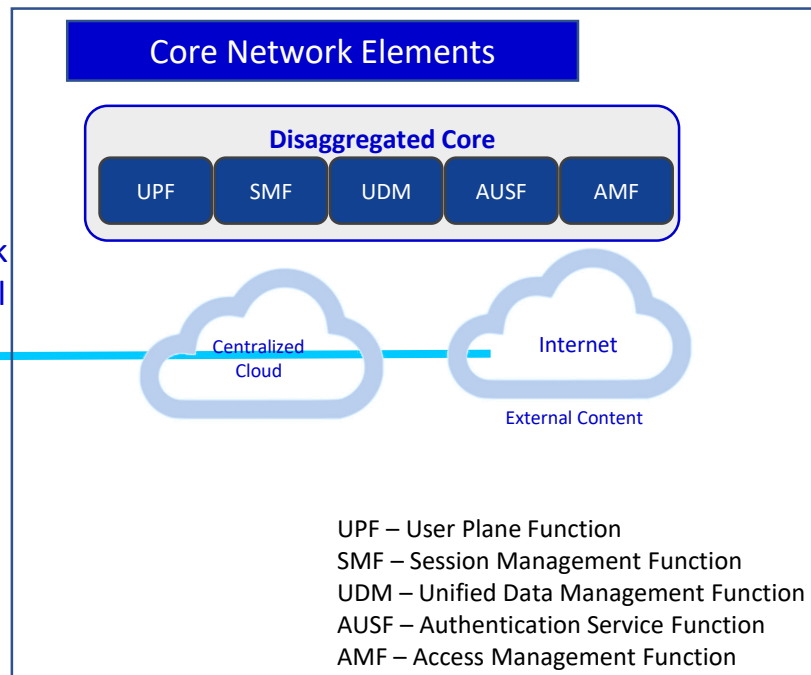 Core Network Elements
Disaggregated Core
UPF SMF UDM AUSF AMF
Centralized
Cloud
Internet
External Content
UPF – User Plane Function
SMF – Session Management Function
UDM – Unified Data Management Function
AUSF – Authentication Service Function
AMF – Access Management Function